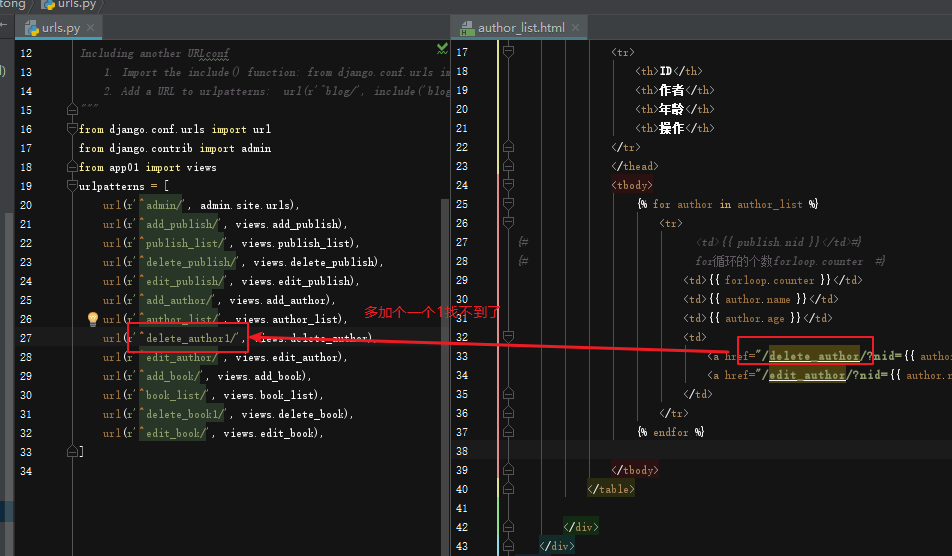 tong
urls.py
urls.py
author_list.html
12 Including another URLconf
13 1. Import the include() function: from django.conf.urls in
14 2. Add a URL to urlpatterns: url(r'^blog/', include('blog
15 """
16 from django.conf.urls import url
17 from django.contrib import admin
18 from app01 import views
19 urlpatterns = [
20 url(r'^admin/', admin.site.urls),
21 url(r'^add_publish/', views.add_publish),
22 url(r'^publish_list/', views.publish_list),
23 url(r'^delete_publish/', views.delete_publish),
24 url(r'^edit_publish/', views.edit_publish),
25 url(r'^add_author/', views.add_author),
26 url(r'^author_list/', views.author_list),
27 url(r'^delete_author1/', views.delete_author)
28 url(r'^edit_author/', views.edit_author),
29 url(r'^add_book/', views.add_book),
30 url(r'^book_list/', views.book_list),
31 url(r'^delete_book1/', views.delete_book),
32 url(r'^edit_book/', views.edit_book),
33 ]
34
多加个一个1找不到了
17 <tr>
18 <th>ID</th>
19 <th>作者</th>
20 <th>年龄</th>
21 <th>操作</th>
22 </tr>
23 </thead>
24 <tbody>
25 {% for author in author_list %}
26 <tr>
27 {# <td>{{ publish.nid }}</td>#}
28 {# for循环的个数forloop.counter #}
29 <td>{{ forloop.counter }}</td>
30 <td>{{ author.name }}</td>
31 <td>{{ author.age }}</td>
32 <td>
33 <a href="/delete_author/?nid={{ autho
34 <a href="/edit_author/?nid={{ author.n
35 </td>
36 </tr>
37 {% endfor %}
38
39 </tbody>
40 </table>
41
42 </div>
43 </div>